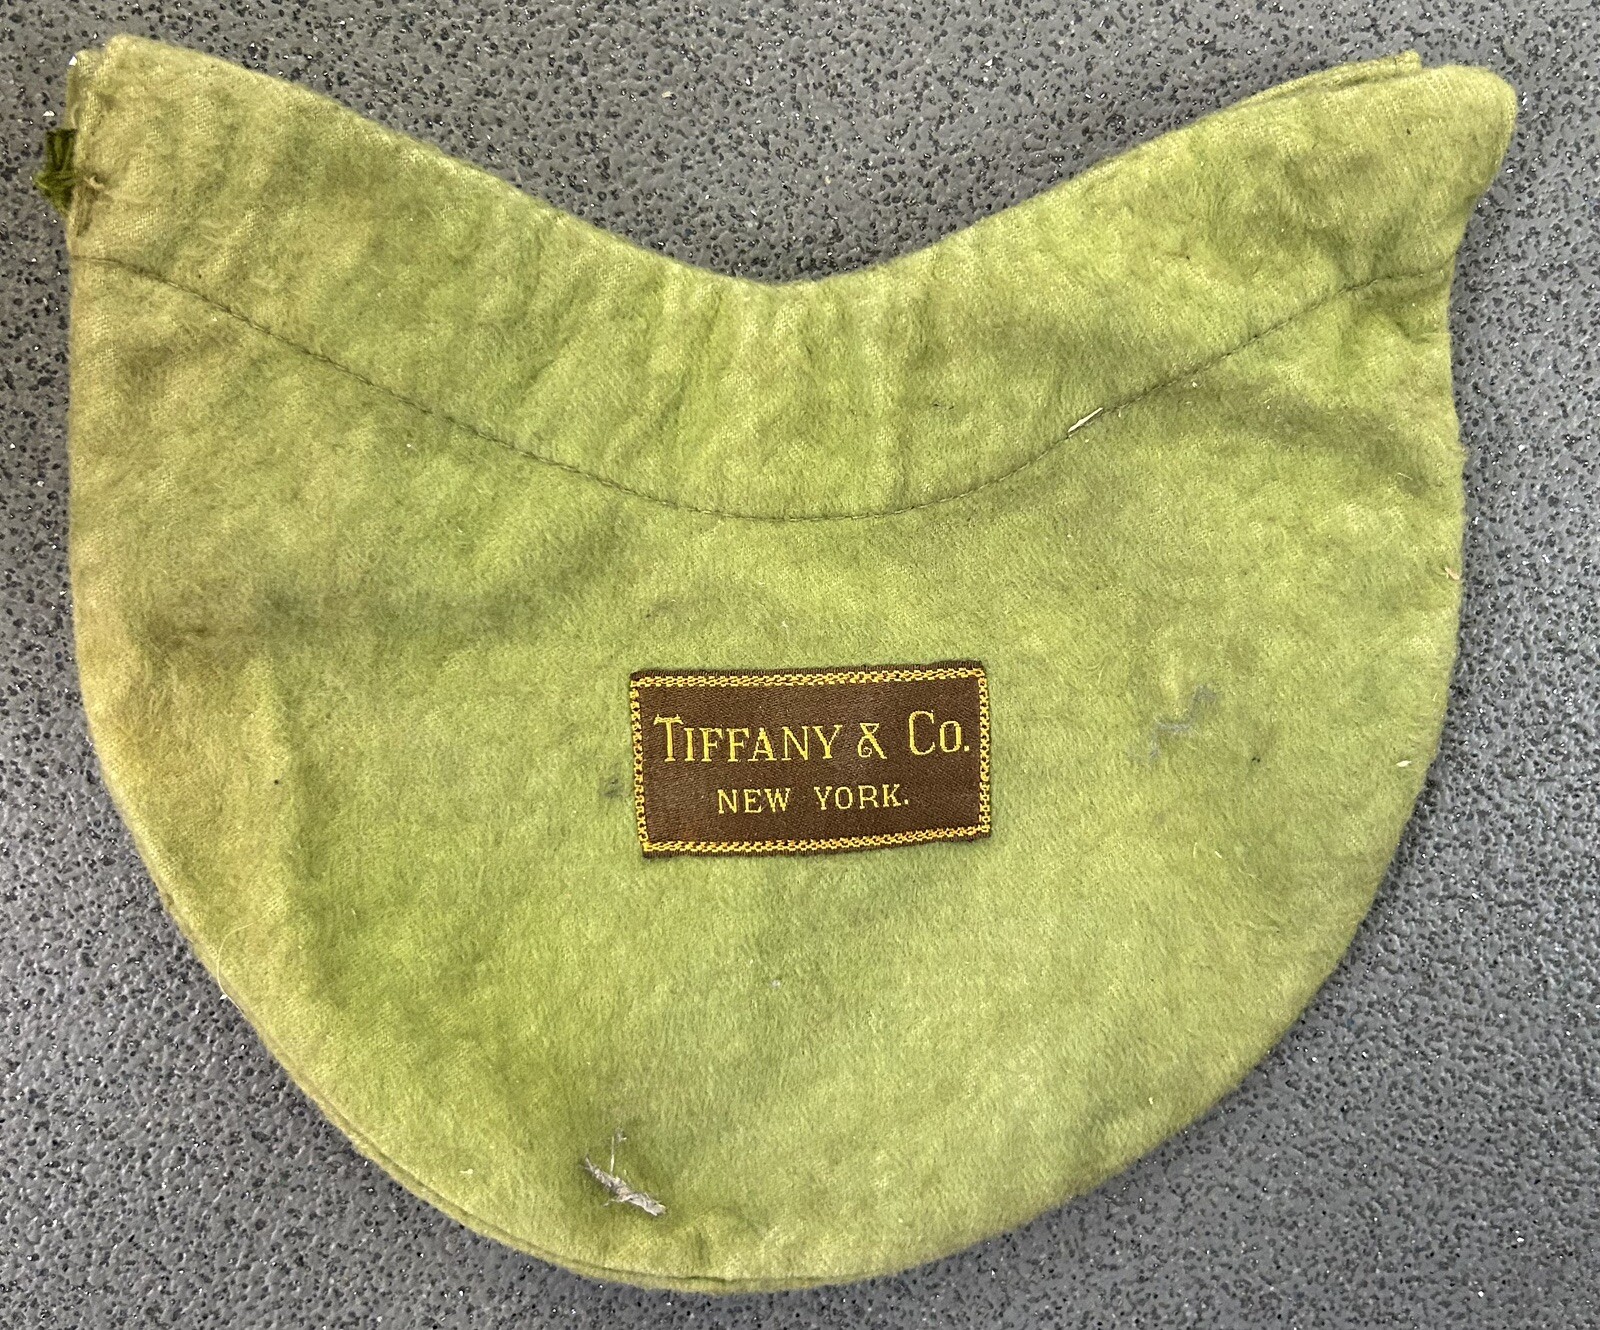 TIFFANY & CO.
NEW YORK.